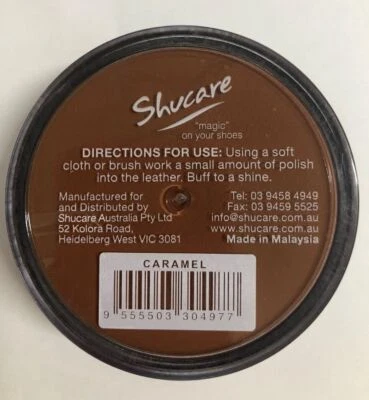 Shucare
"magic"
on your shoes
DIRECTIONS FOR USE: Using a soft
cloth or brush work a small amount of polish
into the leather. Buff to a shine.
Manufactured for
and Distributed by
Shucare Australia Pty Ltd
52 Kolora Road,
Heidelberg West VIC 3081
Tel: 03 9458 4949
Fax: 03 9459 5525
info@shucare.com.au
www.shucare.com.au
Made in Malaysia
CARAMEL
9 555503 304977